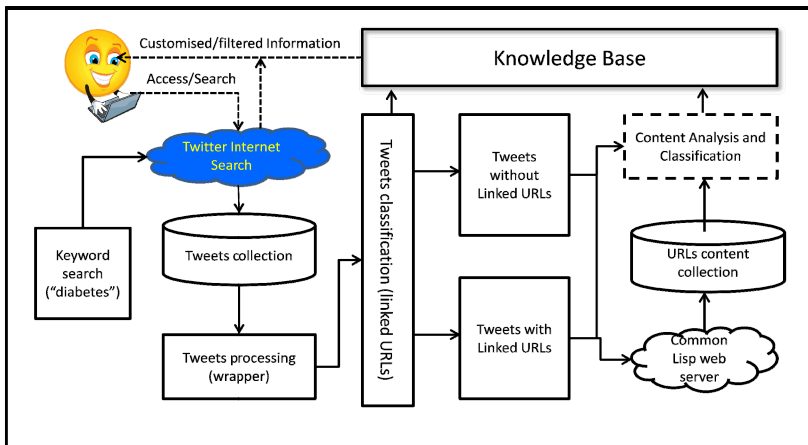 Customised/filtered Information
Knowledge Base
Access/Search
Twitter Internet
Search
Keyword
search
("diabetes")
Tweets collection
Tweets processing
(wrapper)
Tweets classification (linked URLs)
Tweets
without
Linked URLs
Tweets with
Linked URLs
Content Analysis and
Classification
URLs content
collection
Common
Lisp web
server